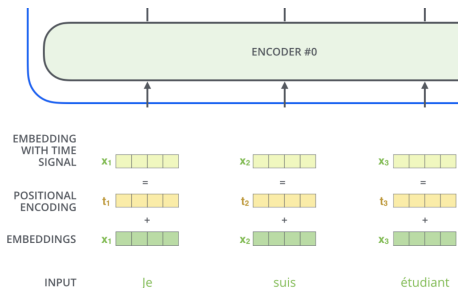 ENCODER #0
EMBEDDING
WITH TIME
SIGNAL
x₁ x₂ x₃
= = =
POSITIONAL
ENCODING
t₁ t₂ t₃
+ + +
EMBEDDINGS x₁ x₂ x₃
INPUT Je suis étudiant